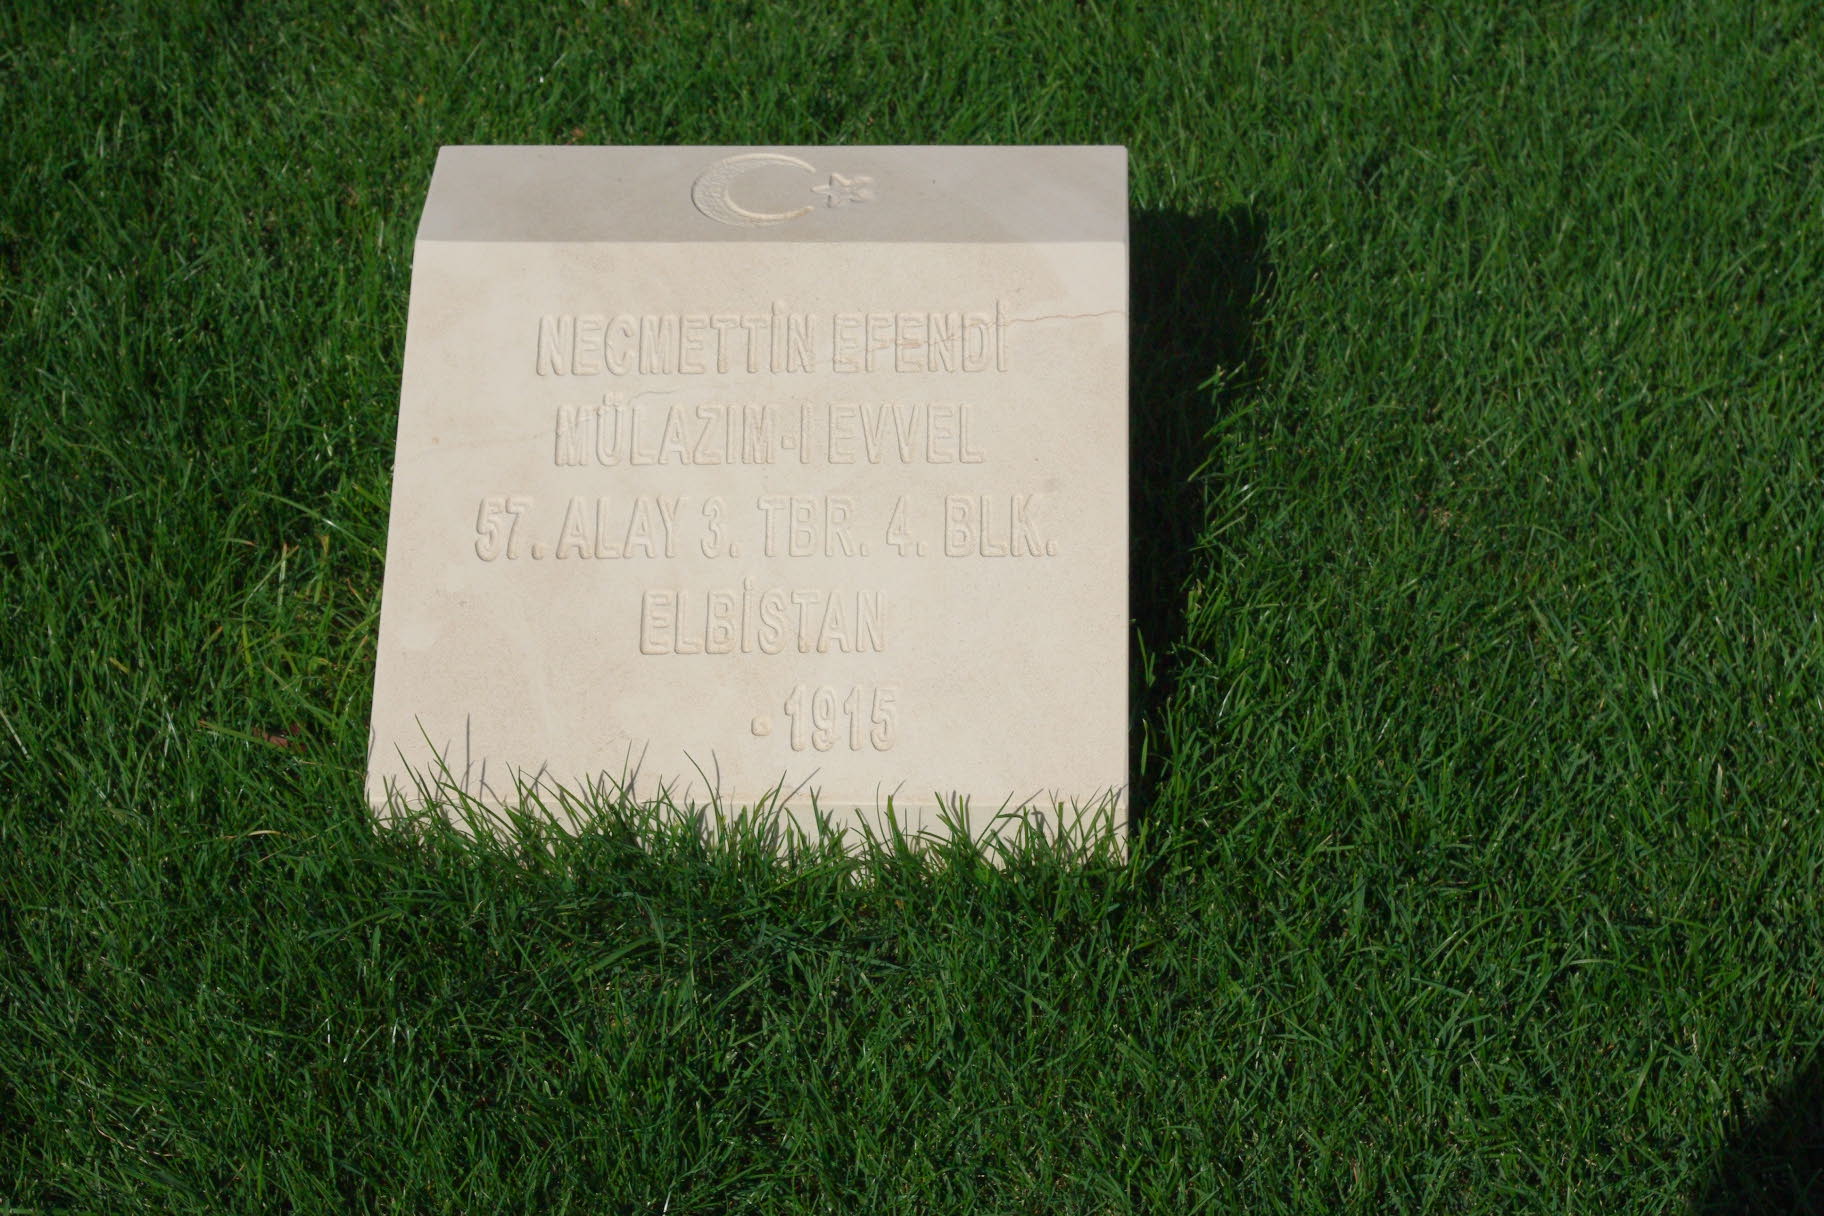 NECMETTİN EFENDİ
MÜLAZIM-I EVVEL
57. ALAY 3. TBR. 4. BLK.
ELBİSTAN
· 1915